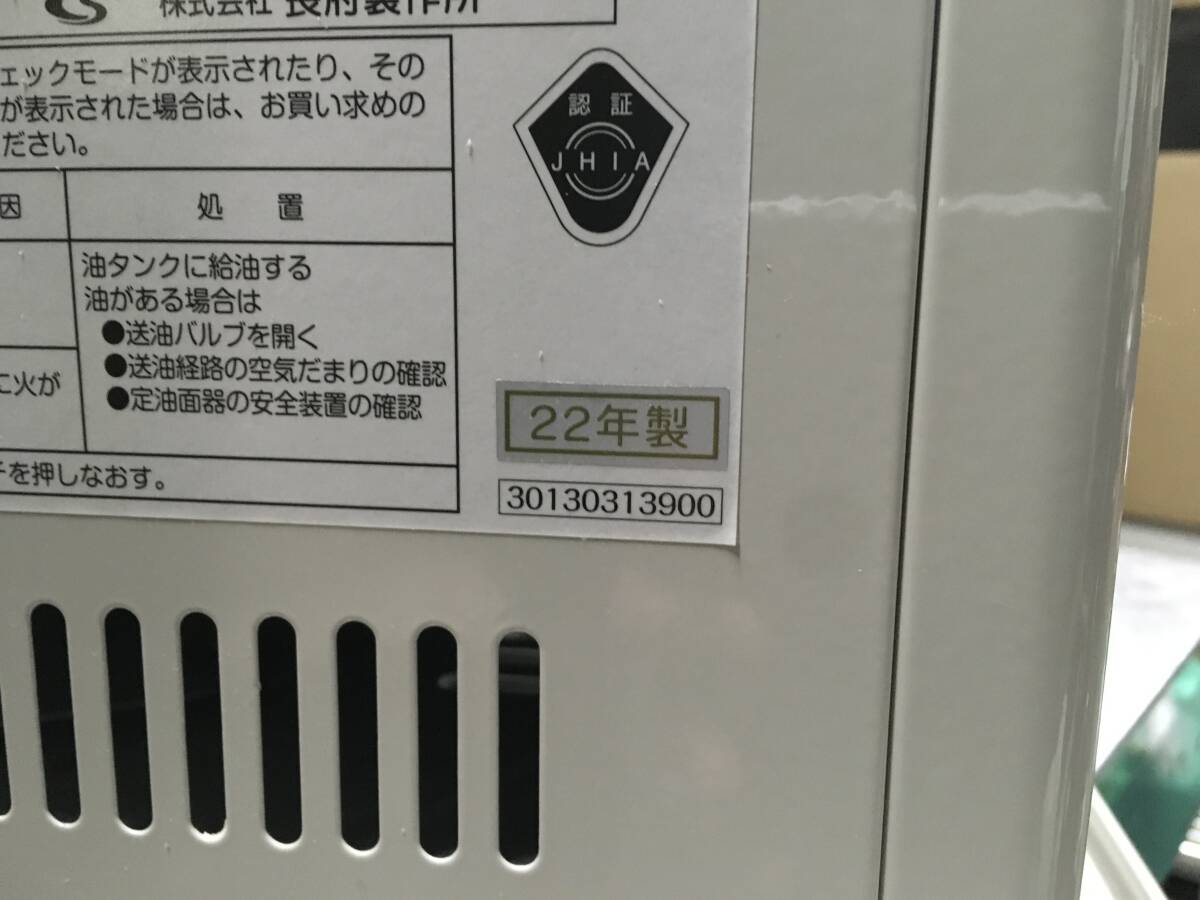 株式会社 長府製作所
ェックモードが表示されたり、その
が表示された場合は、お買い求めの
ださい。
認 証
JHIA
因
処 置
油タンクに給油する
油がある場合は
●送油バルブを開く
●送油経路の空気だまりの確認
●定油面器の安全装置の確認
に火が
チを押しなおす。
22年製
30130313900